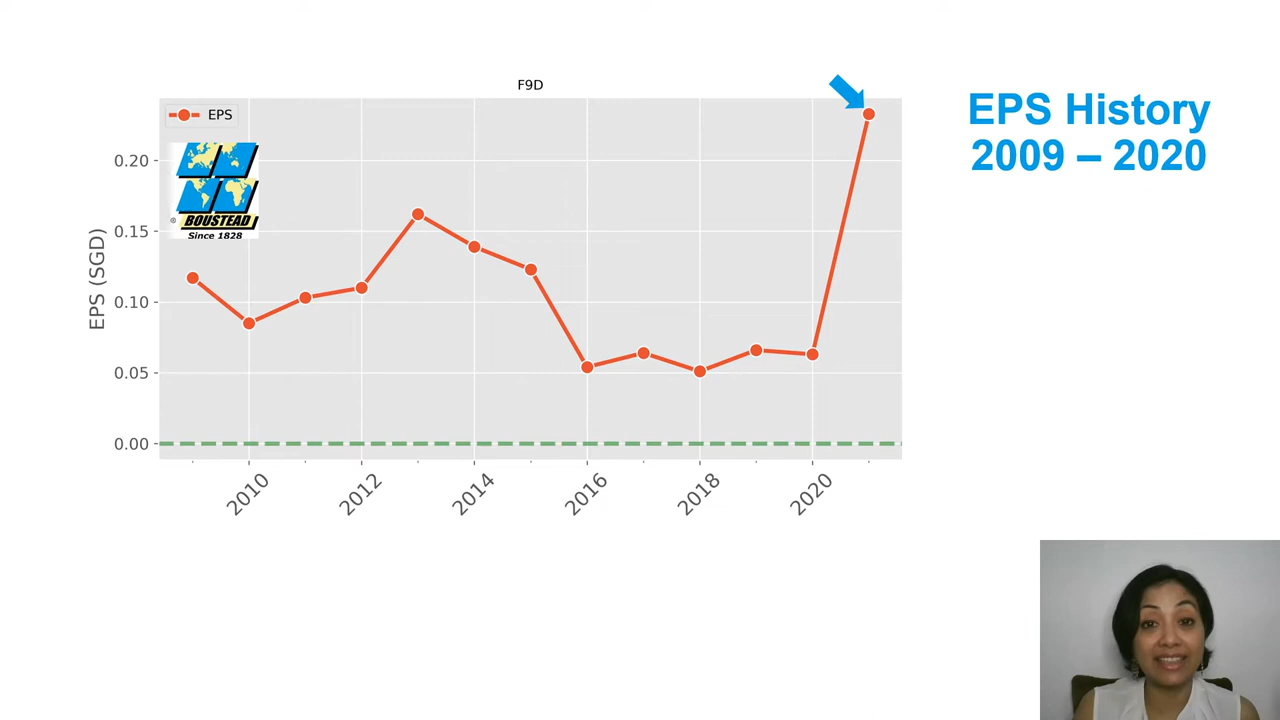 F9D
EPS
EPS History
2009 – 2020
0.20
0.15
0.10
0.05
0.00
EPS (SGD)
® BOUSTEAD
Since 1828
2010
2012
2014
2016
2018
2020